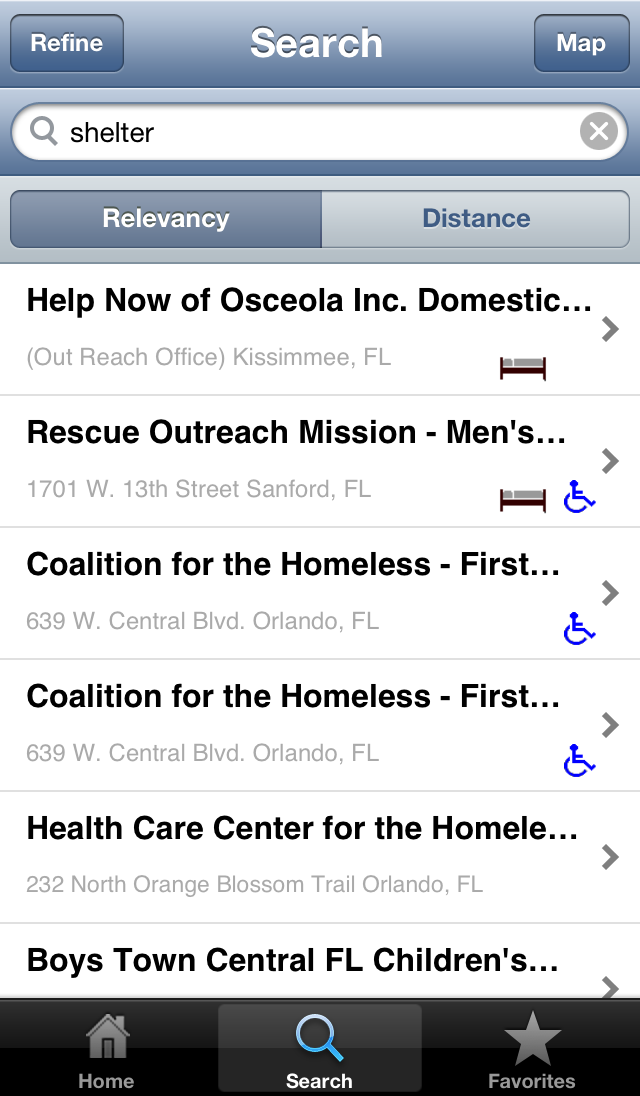 Refine Search Map
shelter
Relevancy Distance
Help Now of Osceola Inc. Domestic...
(Out Reach Office) Kissimmee, FL
Rescue Outreach Mission - Men's...
1701 W. 13th Street Sanford, FL
Coalition for the Homeless - First...
639 W. Central Blvd. Orlando, FL
Coalition for the Homeless - First...
639 W. Central Blvd. Orlando, FL
Health Care Center for the Homele...
232 North Orange Blossom Trail Orlando, FL
Boys Town Central FL Children's...
Home Search Favorites